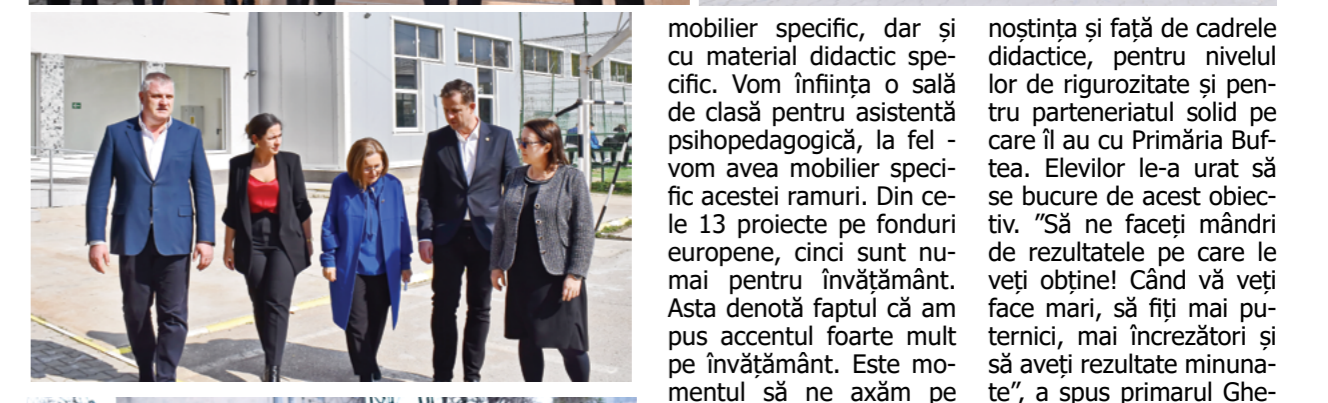 mobilier specific, dar și
cu material didactic spe-
cific. Vom înființa o sală
de clasă pentru asistentă
psihopedagogică, la fel -
vom avea mobilier speci-
fic acestei ramuri. Din ce-
le 13 proiecte pe fonduri
europene, cinci sunt nu-
mai pentru învățământ.
Asta denotă faptul că am
pus accentul foarte mult
pe învățământ. Este mo-
mentul să ne axăm pe
noștința și față de cadrele
didactice, pentru nivelul
lor de rigurozitate și pen-
tru parteneriatul solid pe
care îl au cu Primăria Buf-
tea. Elevilor le-a urat să
se bucure de acest obiec-
tiv. ”Să ne faceți mândri
de rezultatele pe care le
veți obține! Când vă veți
face mari, să fiți mai pu-
ternici, mai încrezători și
să aveți rezultate minuna-
te”, a spus primarul Ghe-